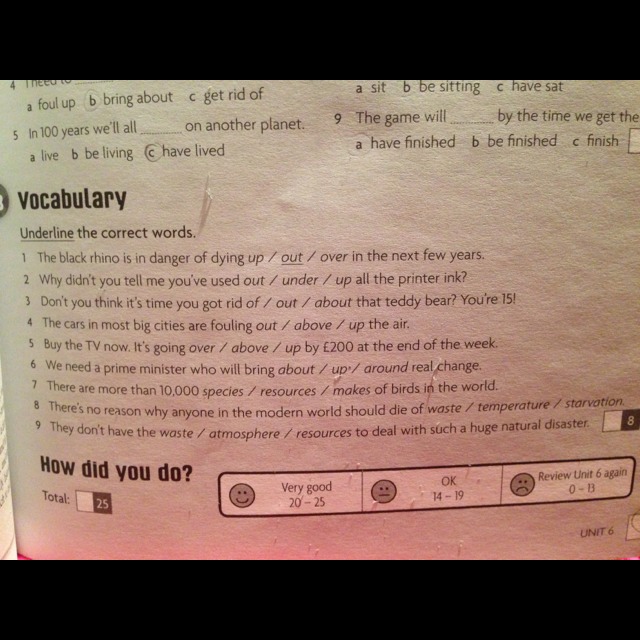 4 I need to ______
a foul up b bring about c get rid of
5 In 100 years we'll all ______ on another planet.
a live b be living c have lived
a sit b be sitting c have sat
9 The game will ______ by the time we get the
a have finished b be finished c finish
Vocabulary
Underline the correct words.
1 The black rhino is in danger of dying up / out / over in the next few years.
2 Why didn't you tell me you've used out / under / up all the printer ink?
3 Don't you think it's time you got rid of / out / about that teddy bear? You're 15!
4 The cars in most big cities are fouling out / above / up the air.
5 Buy the TV now. It's going over / above / up by £200 at the end of the week.
6 We need a prime minister who will bring about / up / around real change.
7 There are more than 10,000 species / resources / makes of birds in the world.
8 There's no reason why anyone in the modern world should die of waste / temperature / starvation.
9 They don't have the waste / atmosphere / resources to deal with such a huge natural disaster.
8
How did you do?
Total: 25
Very good
20 – 25
OK
14 – 19
Review Unit 6 again
0 – 13
UNIT 6